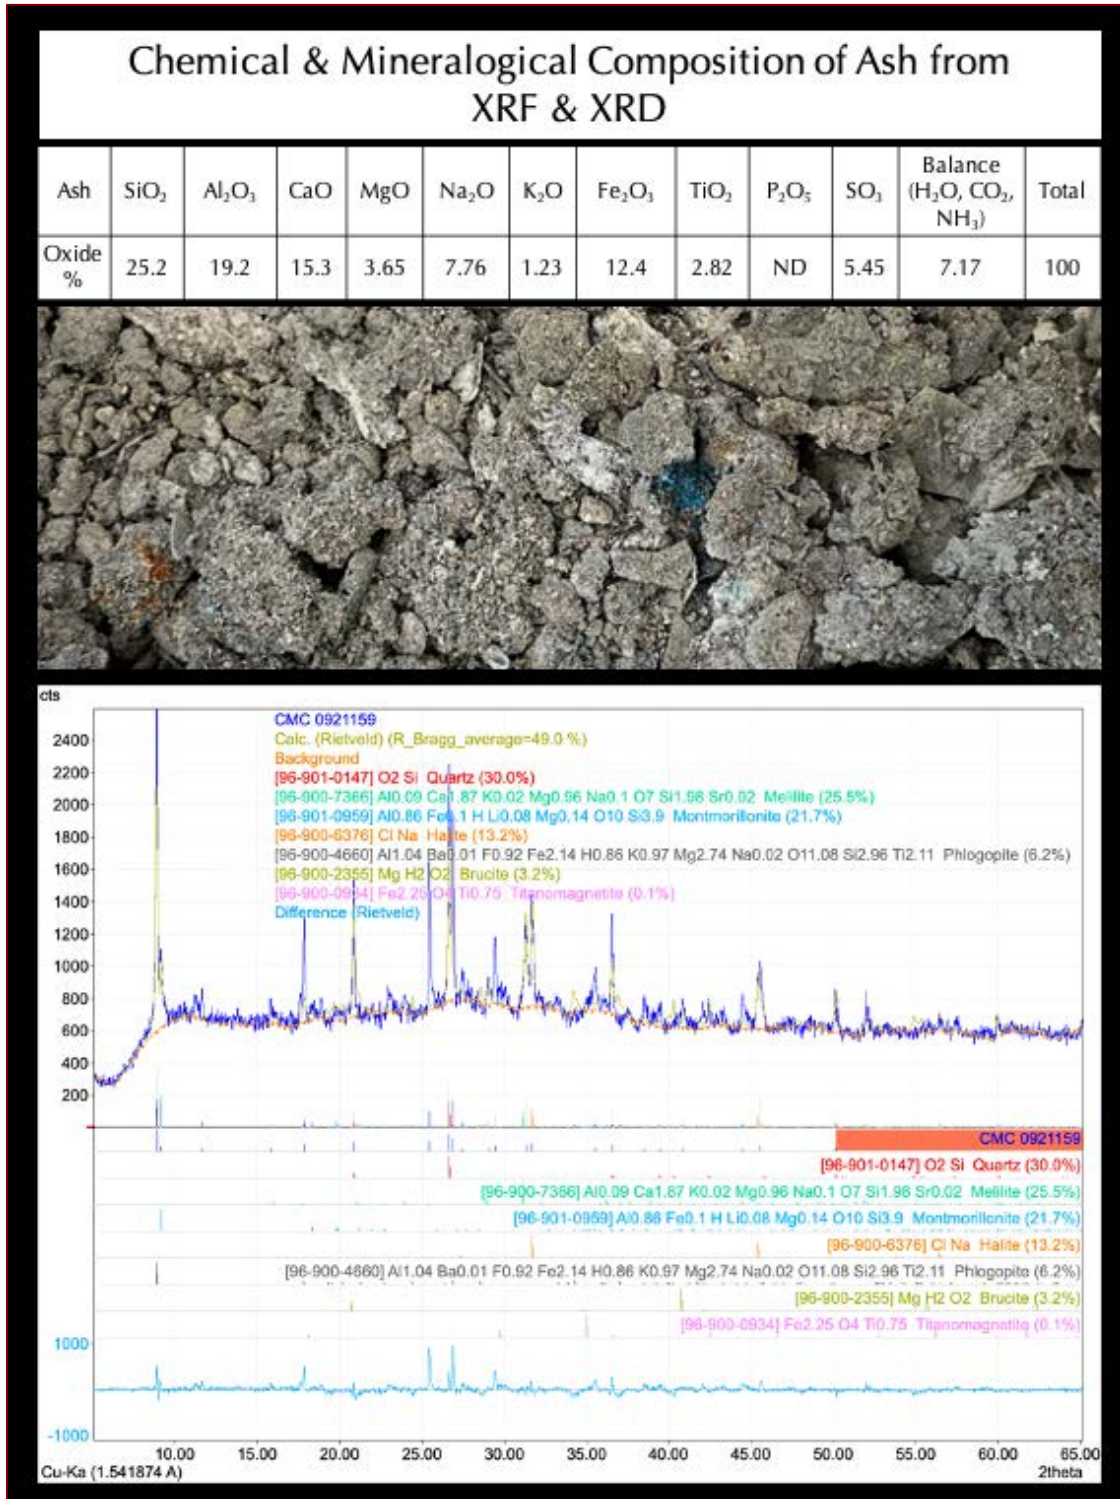 Chemical & Mineralogical Composition of Ash from
XRF & XRD
Ash SiO₂ Al₂O₃ CaO MgO Na₂O K₂O Fe₂O₃ TiO₂ P₂O₅ SO₃ Balance (H₂O, CO₂, NH₃) Total
Oxide % 25.2 19.2 15.3 3.65 7.76 1.23 12.4 2.82 ND 5.45 7.17 100
cts
CMC 0921159
Calc. (Rietveld) (R_Bragg_average=49.0 %)
Background
[96-901-0147] O2 Si Quartz (30.0%)
[96-900-7366] Al0.09 Ca1.87 K0.02 Mg0.96 Na0.1 O7 Si1.98 Sr0.02 Melilite (25.5%)
[96-901-0959] Al0.86 Fe0.1 H Li0.08 Mg0.14 O10 Si3.9 Montmorillonite (21.7%)
[96-900-6376] Cl Na Halite (13.2%)
[96-900-4660] Al1.04 Ba0.01 F0.92 Fe2.14 H0.86 K0.97 Mg2.74 Na0.02 O11.08 Si2.96 Ti2.11 Phlogopite (6.2%)
[96-900-2355] Mg H2 O2 Brucite (3.2%)
[96-900-0934] Fe2.25 O4 Ti0.75 Titanomagnetite (0.1%)
Difference (Rietveld)
2400
2200
2000
1800
1600
1400
1200
1000
800
600
400
200
CMC 0921159
[96-901-0147] O2 Si Quartz (30.0%)
[96-900-7366] Al0.09 Ca1.87 K0.02 Mg0.96 Na0.1 O7 Si1.98 Sr0.02 Melilite (25.5%)
[96-901-0959] Al0.86 Fe0.1 H Li0.08 Mg0.14 O10 Si3.9 Montmorillonite (21.7%)
[96-900-6376] Cl Na Halite (13.2%)
[96-900-4660] Al1.04 Ba0.01 F0.92 Fe2.14 H0.86 K0.97 Mg2.74 Na0.02 O11.08 Si2.96 Ti2.11 Phlogopite (6.2%)
[96-900-2355] Mg H2 O2 Brucite (3.2%)
[96-900-0934] Fe2.25 O4 Ti0.75 Titanomagnetite (0.1%)
1000
-1000
10.00 15.00 20.00 25.00 30.00 35.00 40.00 45.00 50.00 55.00 60.00 65.00
Cu-Ka (1.541874 A) 2theta